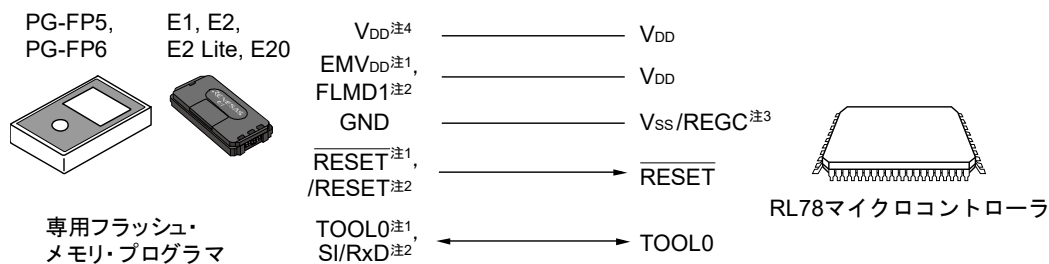 PG-FP5,
PG-FP6
E1, E2,
E2 Lite, E20
VDD注4
VDD
EMVDD注1,
FLMD1注2
VDD
GND
VSS/REGC注3
RESET注1,
/RESET注2
RESET
TOOL0注1,
SI/RxD注2
TOOL0
専用フラッシュ・
メモリ・プログラマ
RL78マイクロコントローラ